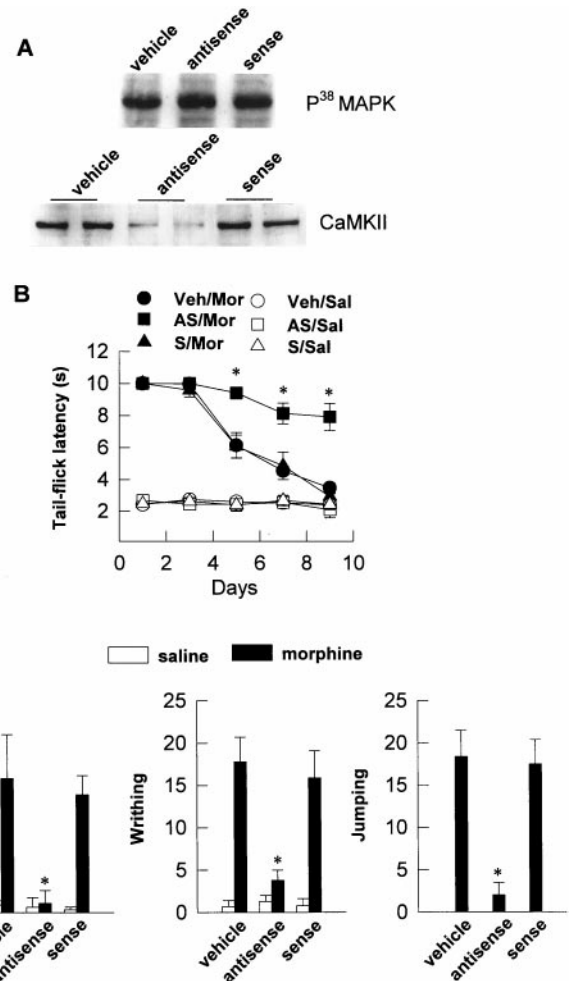 A
vehicle antisense sense
P38 MAPK
vehicle antisense sense
CaMKII
B
Veh/Mor Veh/Sal
AS/Mor AS/Sal
S/Mor S/Sal
Tail-flick latency (s)
12
10
8
6
4
2
* * *
0 2 4 6 8 10
Days
saline morphine
*
antisense sense
Writhing
25
20
15
10
5
0
*
vehicle antisense sense
Jumping
25
20
15
10
5
0
*
vehicle antisense sense